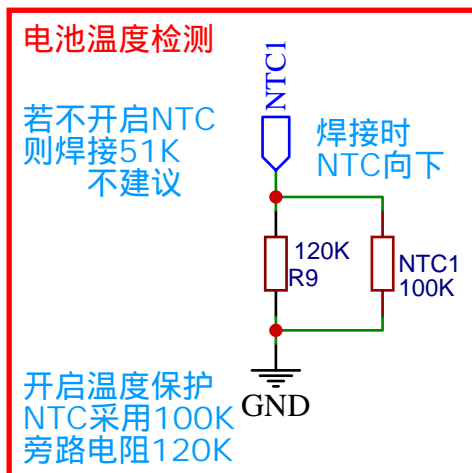 电池温度检测
NTC1
若不开启NTC
则焊接51K
不建议
焊接时
NTC向下
120K
R9
NTC1
100K
开启温度保护
NTC采用100K
旁路电阻120K
GND